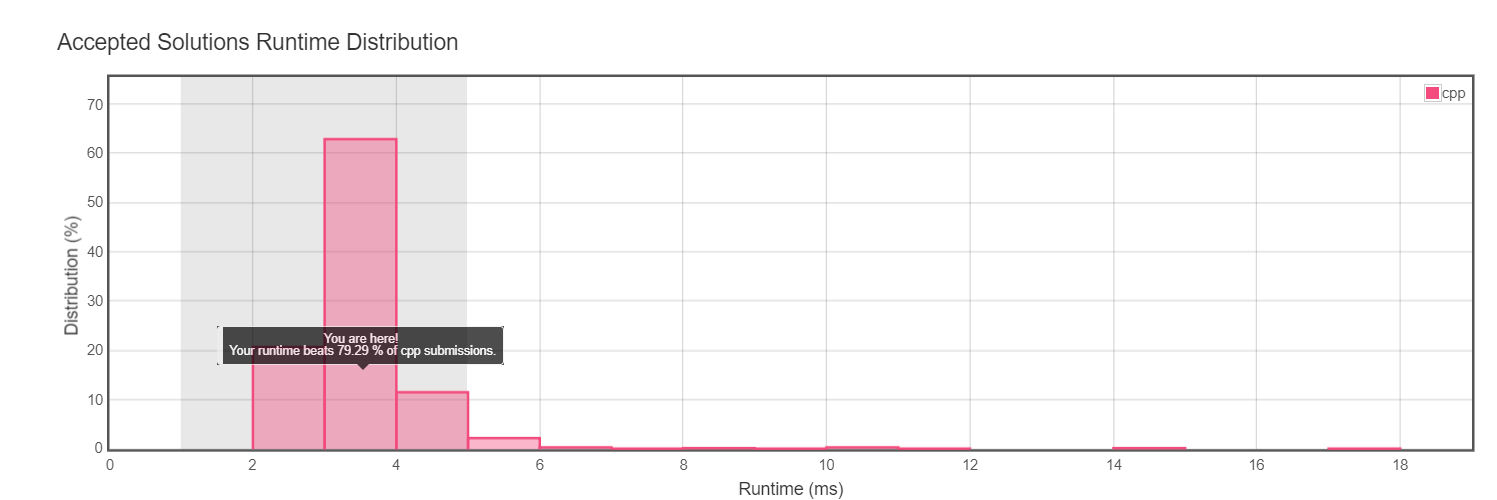 Accepted Solutions Runtime Distribution
cpp
70
60
50
40
30
20
10
0
Distribution (%)
You are here!
Your runtime beats 79.29 % of cpp submissions.
0 2 4 6 8 10 12 14 16 18
Runtime (ms)